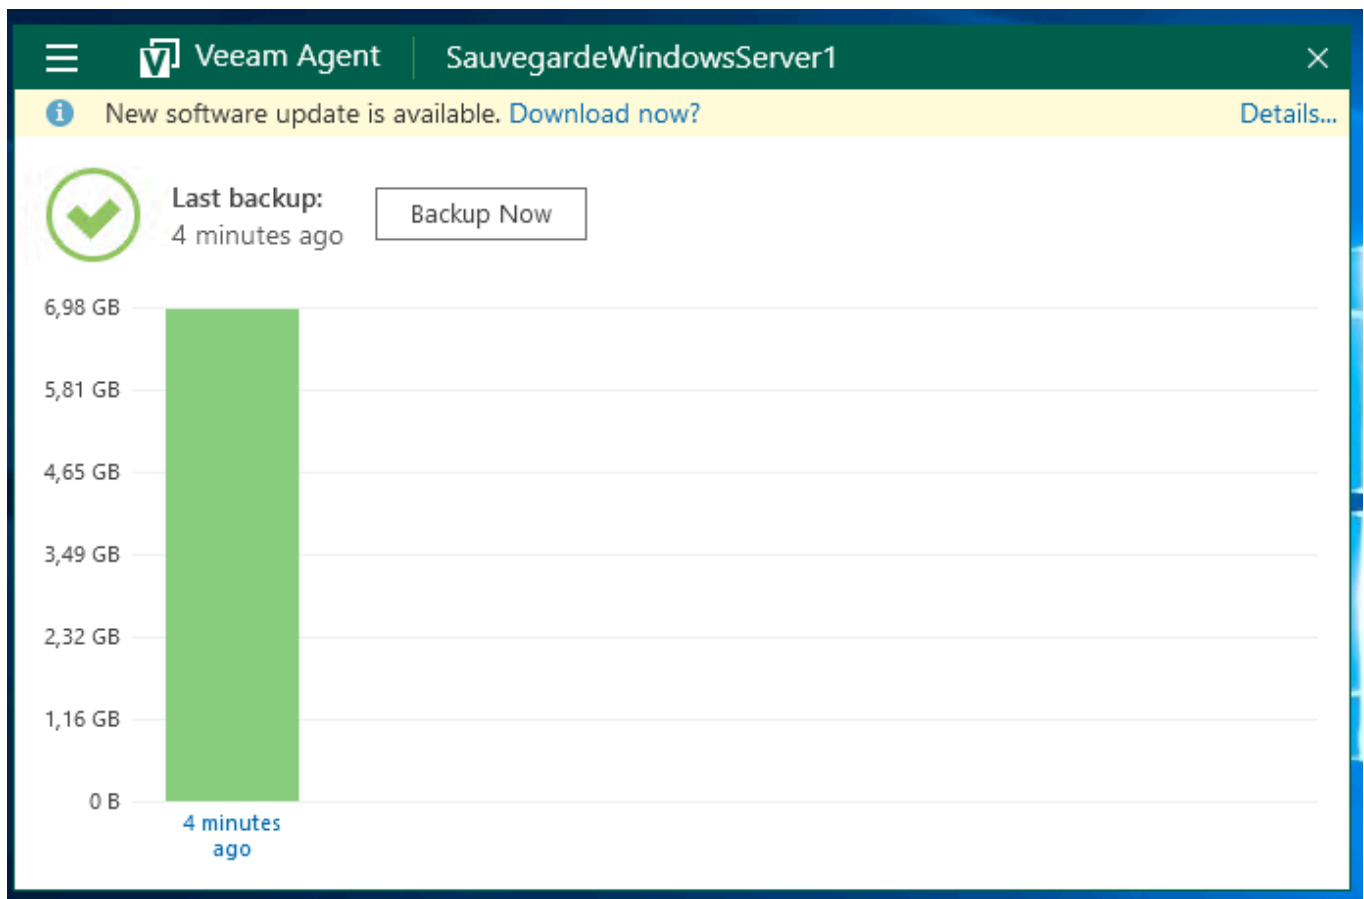 Veeam Agent
SauvegardeWindowsServer1
New software update is available. Download now?
Details...
Last backup:
4 minutes ago
Backup Now
6,98 GB
5,81 GB
4,65 GB
3,49 GB
2,32 GB
1,16 GB
0 B
4 minutes
ago